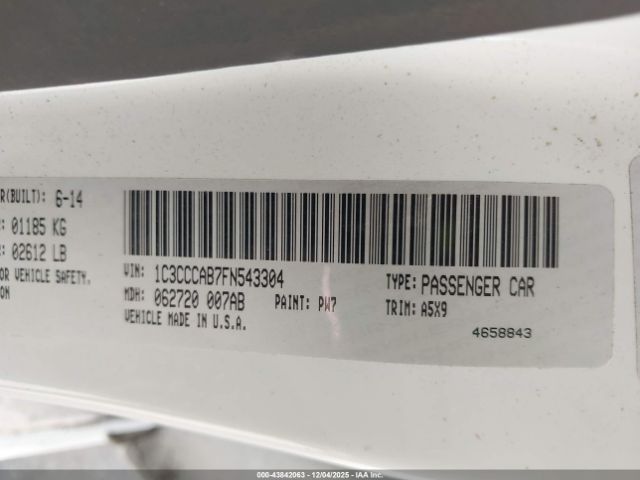 R(BUILT): 6-14
: 01185 KG
: 02612 LB
OR VEHICLE SAFETY.
ON
VIN: 1C3CCCAB7FN543304
MDH: 062720 007AB PAINT: PW7
VEHICLE MADE IN U.S.A.
TYPE: PASSENGER CAR
TRIM: A5X9
4658843
000-43842063 - 12/04/2025 - IAA Inc.